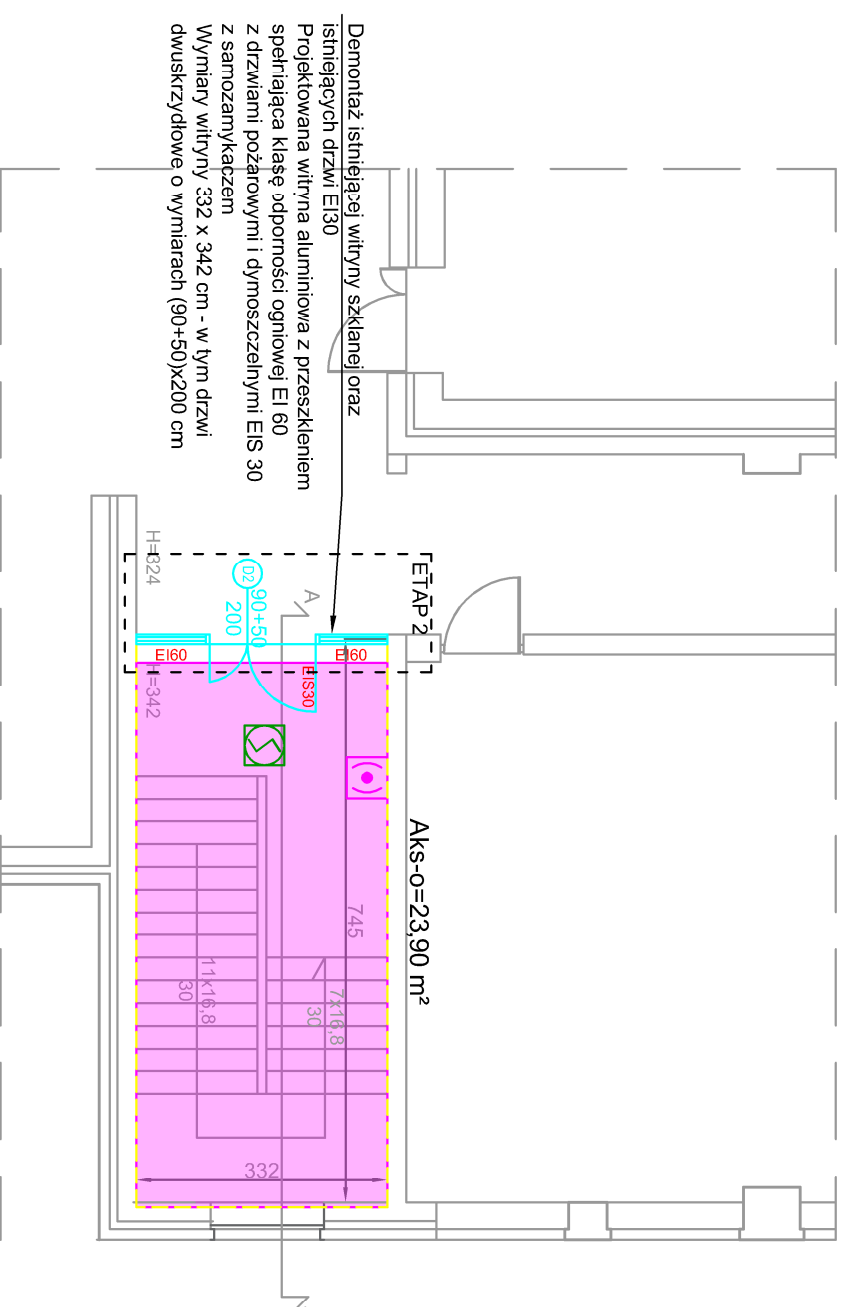 Demontaż istniejącej witryny szklanej oraz
istniejących drzwi EI30
Projektowana witryna aluminiowa z przeszkleniem
spełniająca klasę odporności ogniowej EI 60
z drzwiami pożarowymi i dymoszczelnymi EIS 30
z samozamykaczem
Wymiary witryny 332 x 342 cm - w tym drzwi
dwuskrzydłowe o wymiarach (90+50)x200 cm
ETAP 2
H=324
D2
90+50
200
A
EI60
EI60
EIS30
H=342
Aks-o=23,90 m²
745
7x16,8
30
11x16,8
30
332